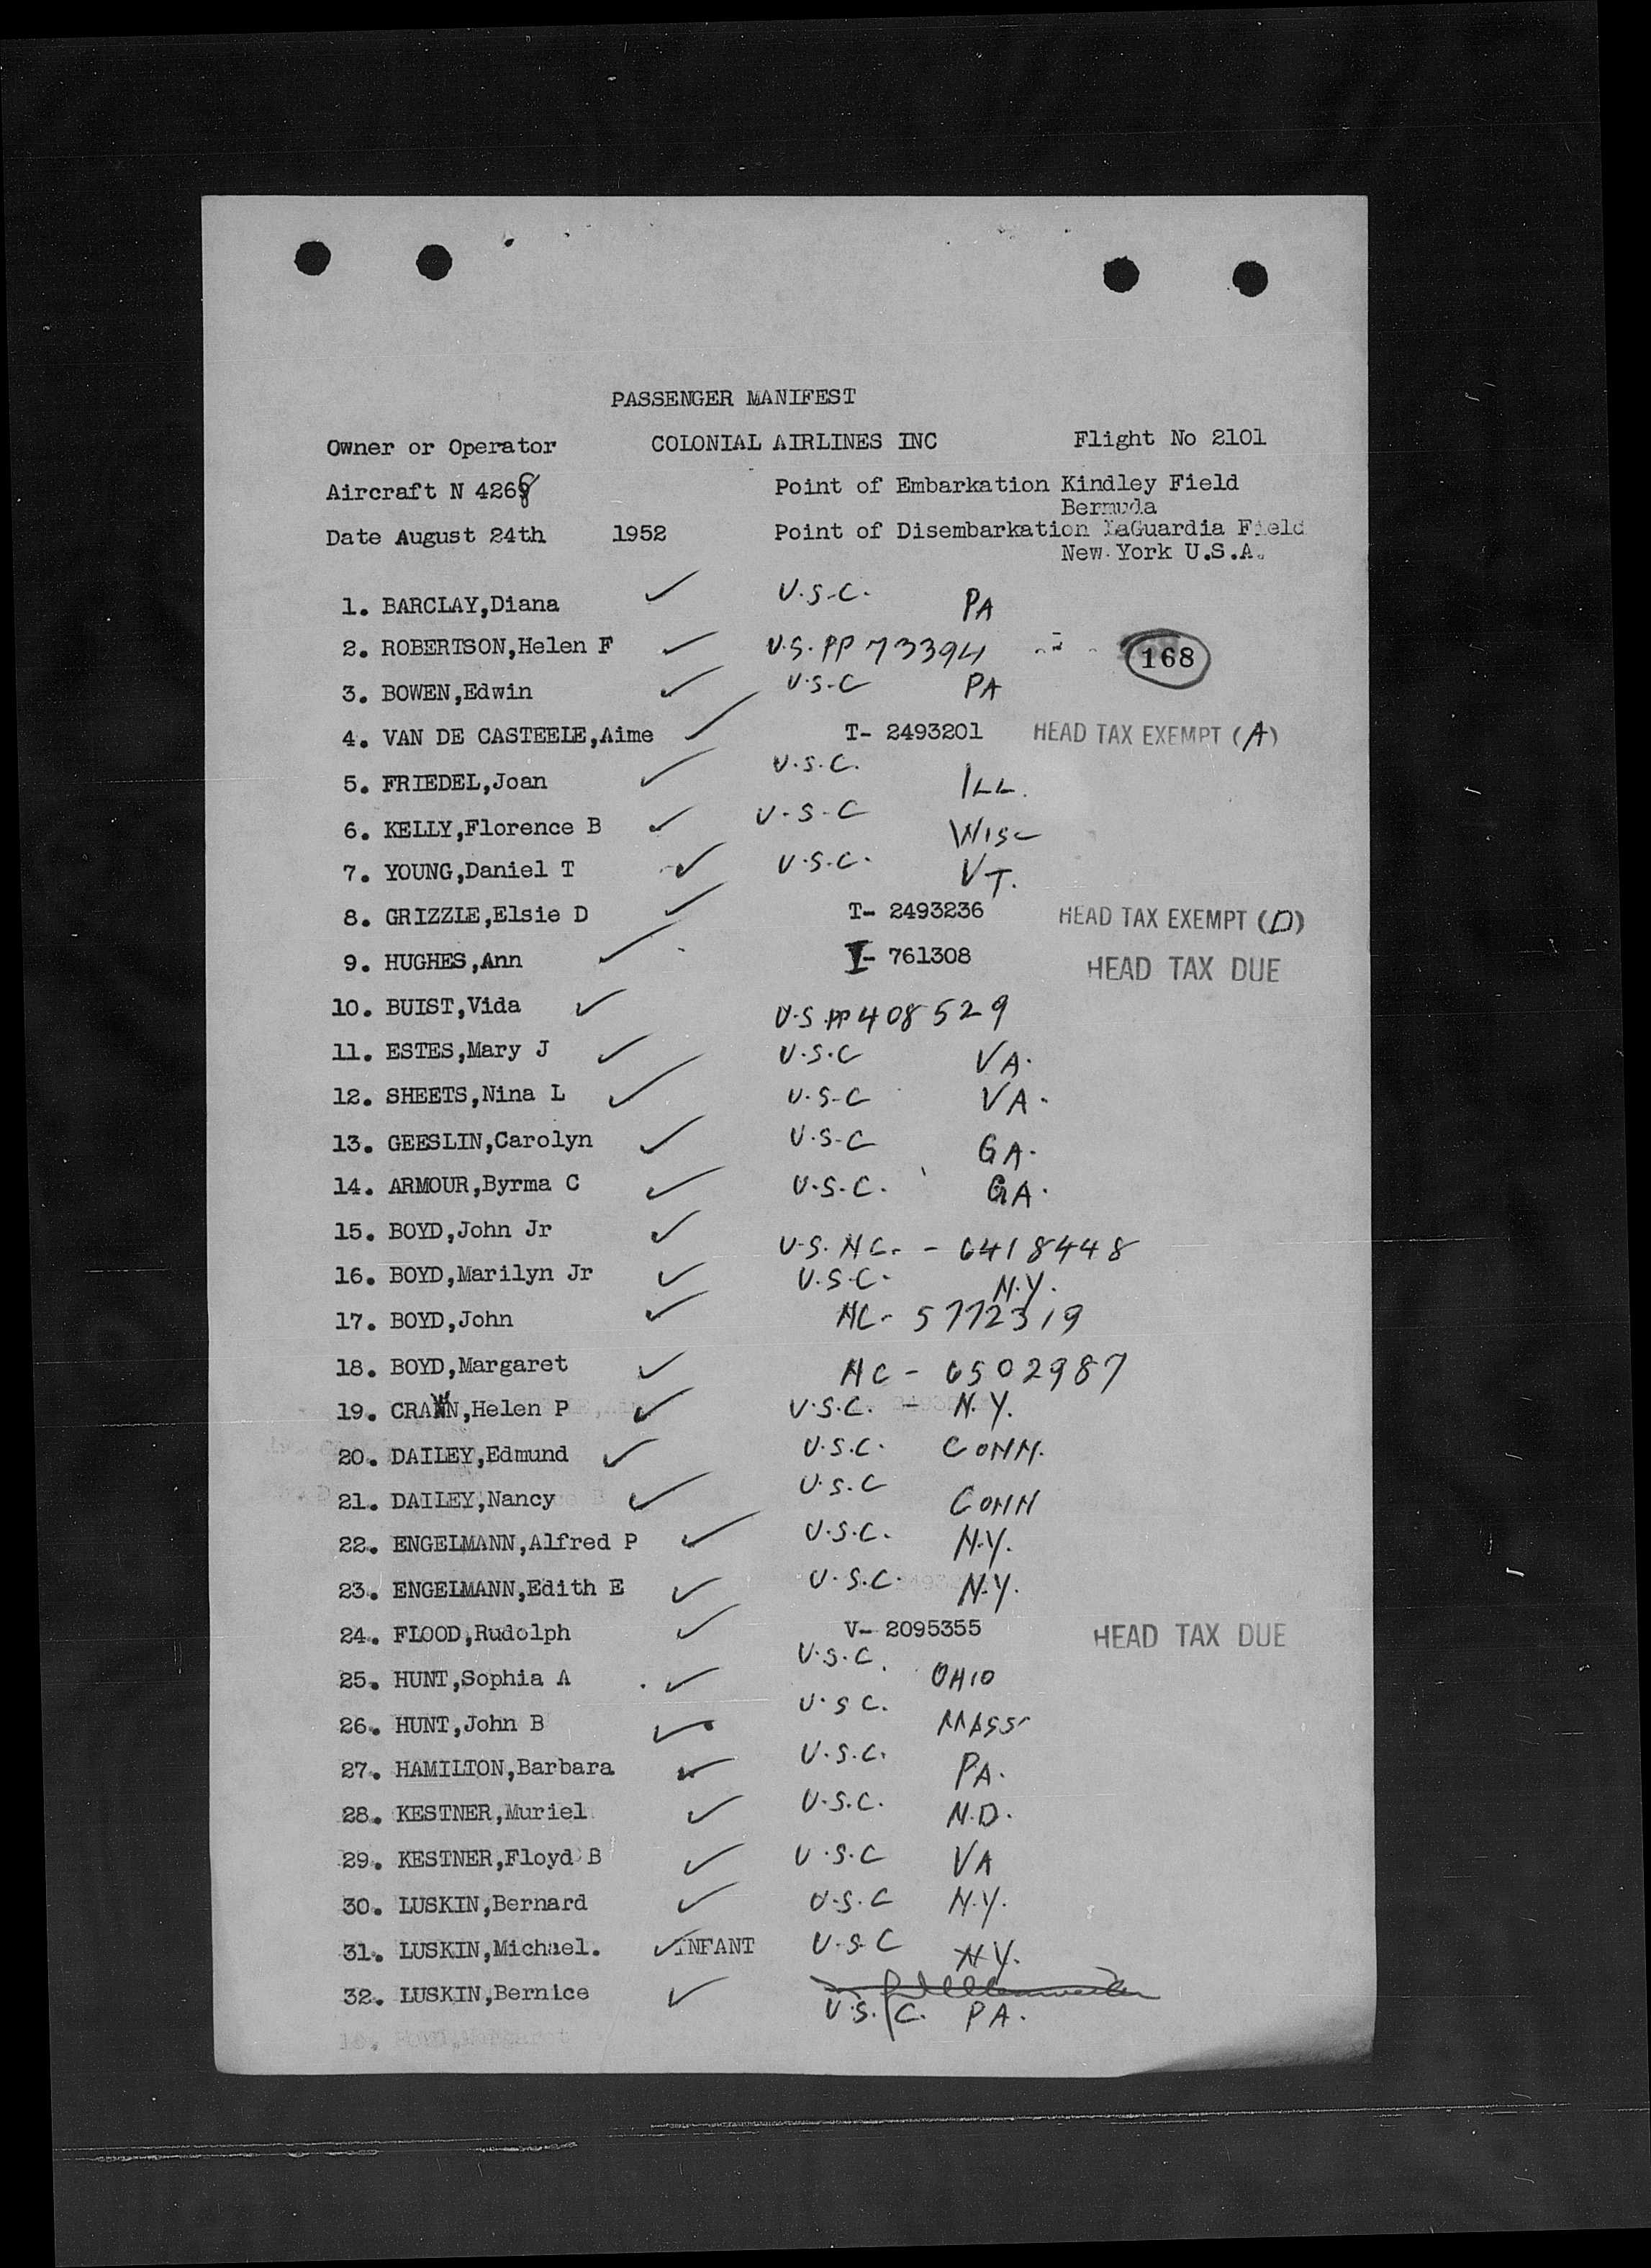 PASSENGER MANIFEST
Owner or Operator COLONIAL AIRLINES INC Flight No 2101
Aircraft N 4268 Point of Embarkation Kindley Field
Bermuda
Date August 24th 1952 Point of Disembarkation LaGuardia Field
New York U.S.A.
1. BARCLAY,Diana U.S.C. PA
2. ROBERTSON,Helen F U.S. PP 73394
168
3. BOWEN,Edwin U.S.C PA
4. VAN DE CASTEELE,Aime T- 2493201 HEAD TAX EXEMPT (A)
5. FRIEDEL,Joan U.S.C. ILL.
6. KELLY,Florence B U.S.C WISC
7. YOUNG,Daniel T U.S.C. VT.
8. GRIZZLE,Elsie D T- 2493236 HEAD TAX EXEMPT (D)
9. HUGHES,Ann I- 761308 HEAD TAX DUE
10. BUIST,Vida U.S PP 408529
11. ESTES,Mary J U.S.C VA.
12. SHEETS,Nina L U.S.C VA.
13. GEESLIN,Carolyn U.S.C GA.
14. ARMOUR,Byrma C U.S.C. GA.
15. BOYD,John Jr U.S. NC. - 6418448
16. BOYD,Marilyn Jr U.S.C. N.Y.
17. BOYD,John NC- 5772319
18. BOYD,Margaret NC - 6502987
19. CRAWN,Helen P U.S.C. - N.Y.
20. DAILEY,Edmund U.S.C. CONN.
21. DAILEY,Nancy U.S.C CONN
22. ENGELMANN,Alfred P U.S.C. N.Y.
23. ENGELMANN,Edith E U.S.C. N.Y.
24. FLOOD,Rudolph V- 2095355 HEAD TAX DUE
25. HUNT,Sophia A U.S.C. OHIO
26. HUNT,John B U.S C. MASS
27. HAMILTON,Barbara U.S.C. PA.
28. KESTNER,Muriel U.S.C. N.D.
29. KESTNER,Floyd B U.S.C VA
30. LUSKIN,Bernard U.S.C N.Y.
31. LUSKIN,Michael. INFANT U.S.C N.Y.
32. LUSKIN,Bernice U.S.C. PA.